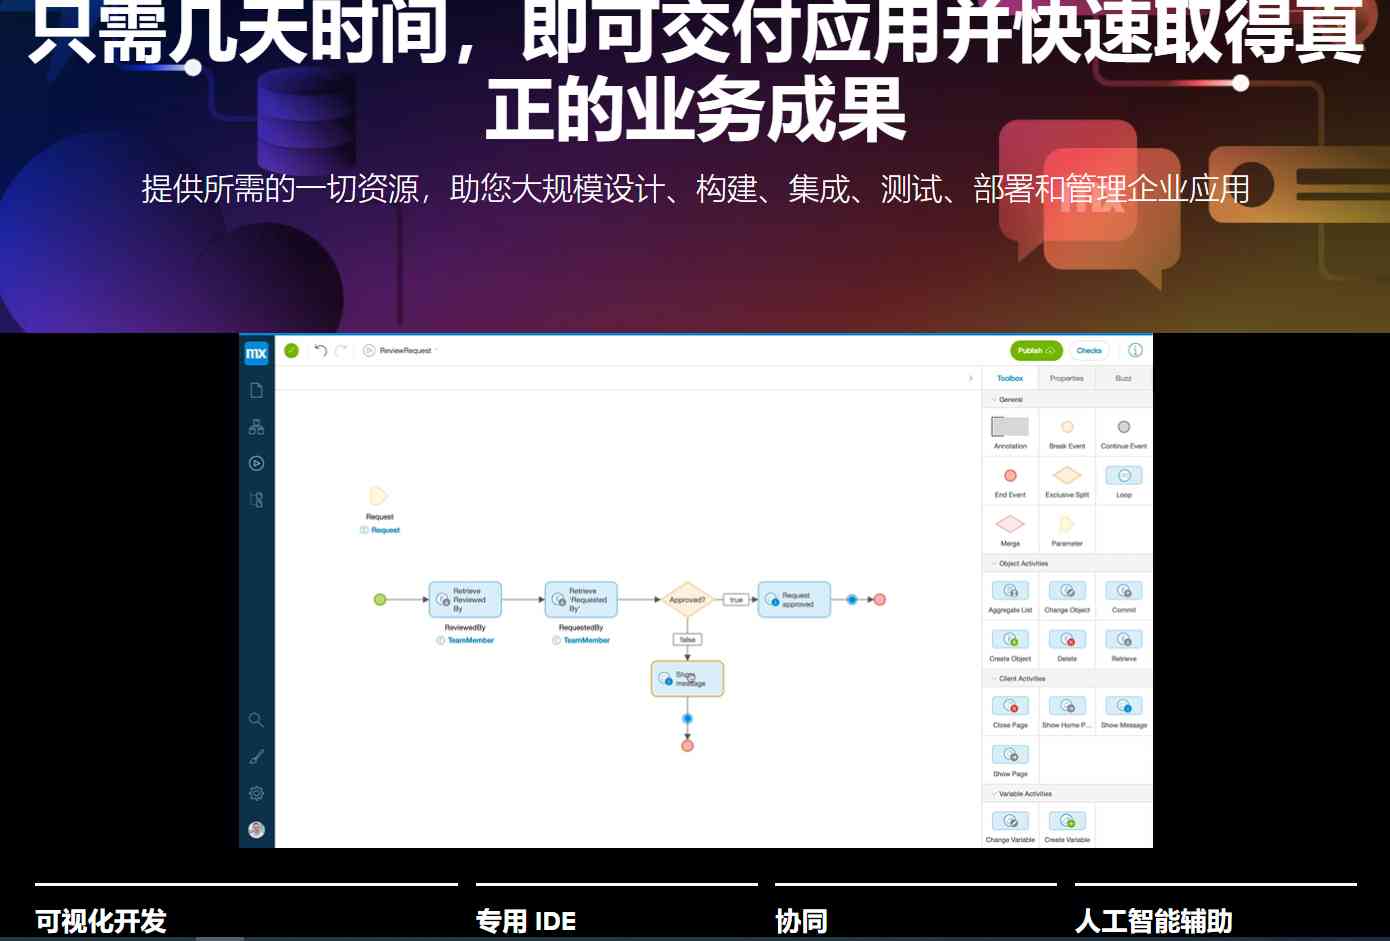 只需几天时间，即可交付应用并快速取得真
正的业务成果
提供所需的一切资源，助您大规模设计、构建、集成、测试、部署和管理企业应用
mx
mx
ReviewRequest
Publish
Checks
Toolbox
Properties
Buzz
General
Annotation
Break Event
Continue Event
End Event
Exclusive Split
Loop
Merge
Parameter
Object Activities
Aggregate List
Change Object
Commit
Create Object
Delete
Retrieve
Client Activities
Close Page
Show Home P...
Show Message
Show Page
Variable Activities
Change Variable
Create Variable
Request
Request
Retrieve
Reviewed
By
ReviewedBy
TeamMember
Retrieve
'Requested
By'
RequestedBy
TeamMember
Approved?
true
Request
approved
false
Show
message
可视化开发
专用 IDE
协同
人工智能辅助